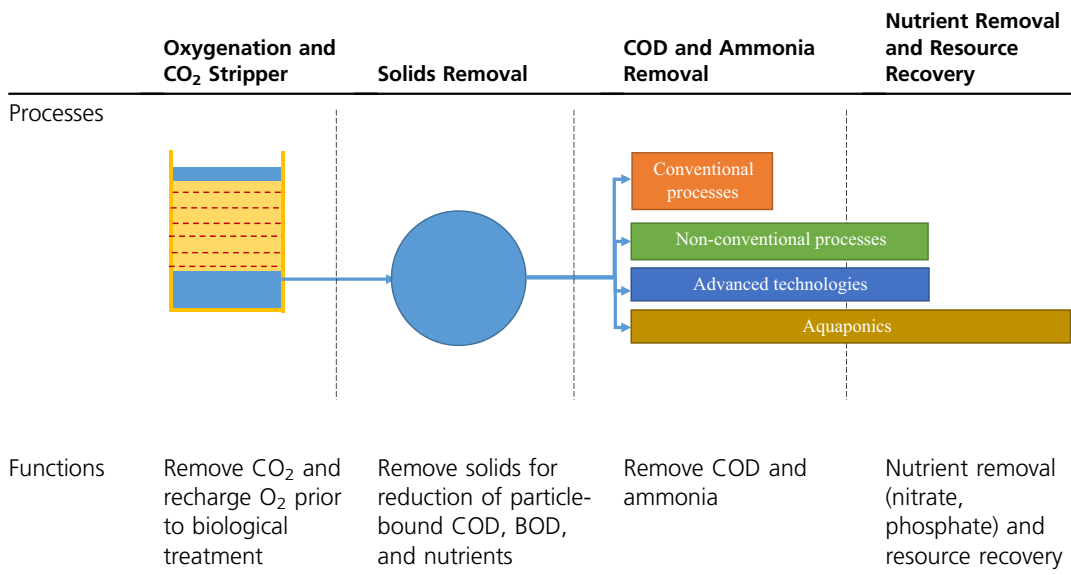 Oxygenation and
CO₂ Stripper
Solids Removal
COD and Ammonia
Removal
Nutrient Removal
and Resource
Recovery
Processes
Conventional
processes
Non-conventional processes
Advanced technologies
Aquaponics
Functions
Remove CO₂ and
recharge O₂ prior
to biological
treatment
Remove solids for
reduction of particle-
bound COD, BOD,
and nutrients
Remove COD and
ammonia
Nutrient removal
(nitrate,
phosphate) and
resource recovery